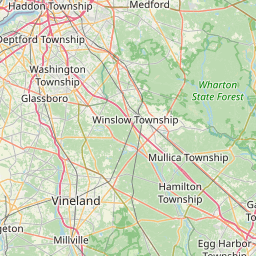 Haddon Township
Medford
Deptford Township
Washington
Township
Wharton
State Forest
Glassboro
Winslow Township
Mullica Township
Hamilton
Township
Vineland
Millville
Egg Harbor
Township